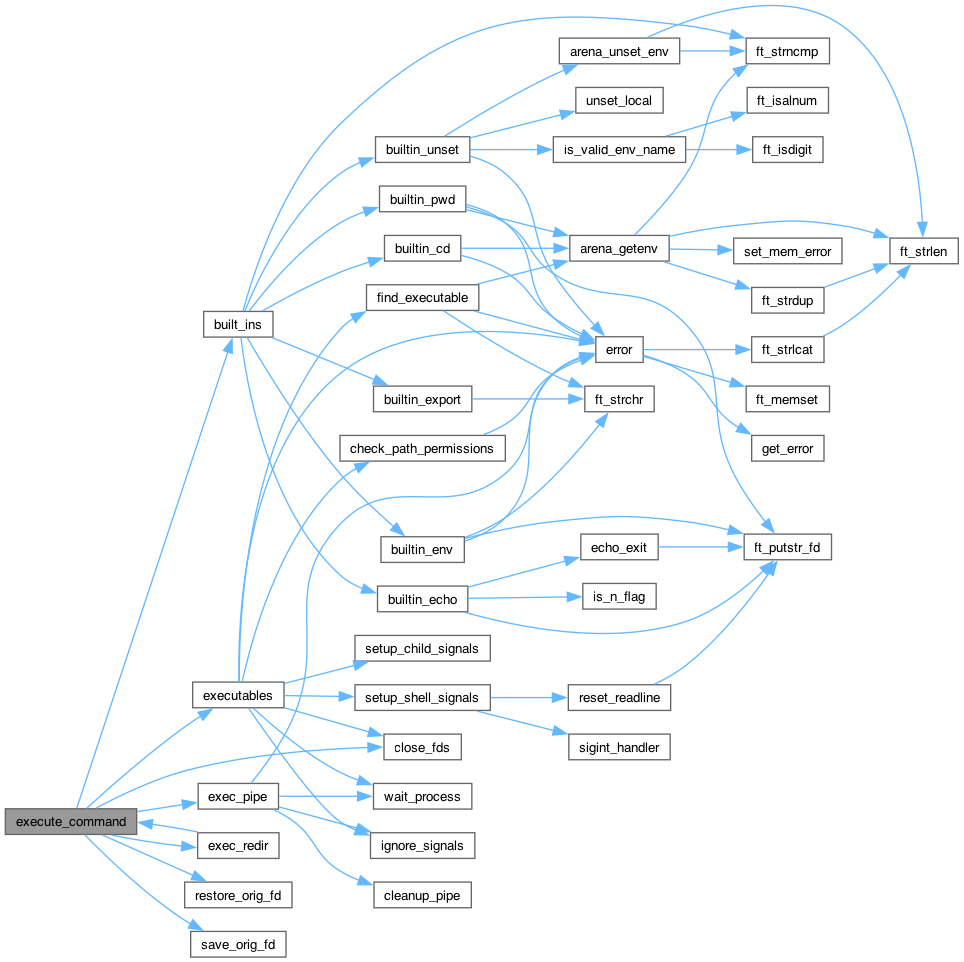 arena_unset_env
ft_strncmp
unset_local
ft_isalnum
builtin_unset
is_valid_env_name
ft_isdigit
builtin_pwd
builtin_cd
arena_getenv
set_mem_error
ft_strlen
find_executable
ft_strdup
built_ins
error
ft_strlcat
builtin_export
ft_strchr
ft_memset
check_path_permissions
get_error
builtin_env
echo_exit
ft_putstr_fd
builtin_echo
is_n_flag
setup_child_signals
executables
setup_shell_signals
reset_readline
close_fds
sigint_handler
exec_pipe
wait_process
execute_command
exec_redir
ignore_signals
restore_orig_fd
cleanup_pipe
save_orig_fd